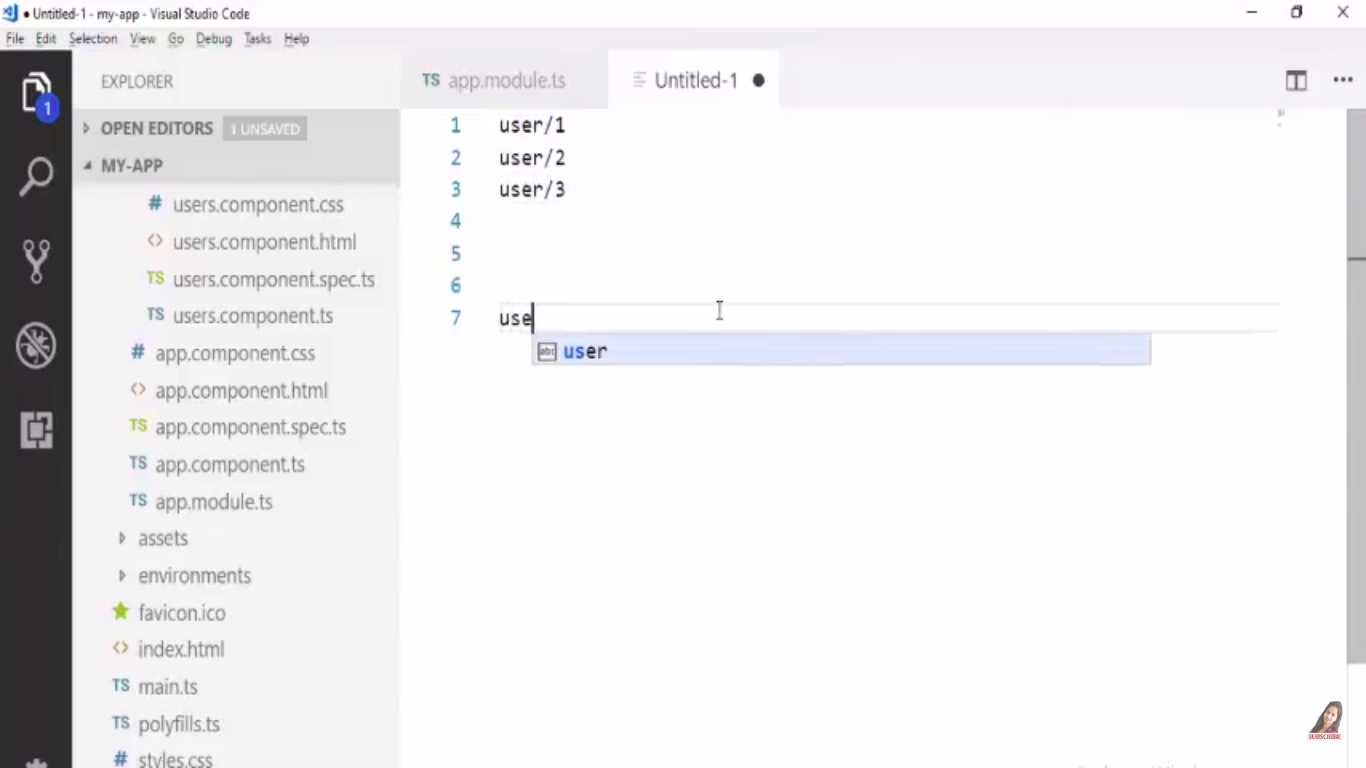 Untitled-1 - my-app - Visual Studio Code
File Edit Selection View Go Debug Tasks Help
1
EXPLORER
OPEN EDITORS 1 UNSAVED
MY-APP
# users.component.css
<> users.component.html
TS users.component.spec.ts
TS users.component.ts
# app.component.css
<> app.component.html
TS app.component.spec.ts
TS app.component.ts
TS app.module.ts
assets
environments
favicon.ico
<> index.html
TS main.ts
TS polyfills.ts
# styles.css
TS app.module.ts
Untitled-1
1 user/1
2 user/2
3 user/3
4
5
6
7 use
abc user
SUBSCRIBE